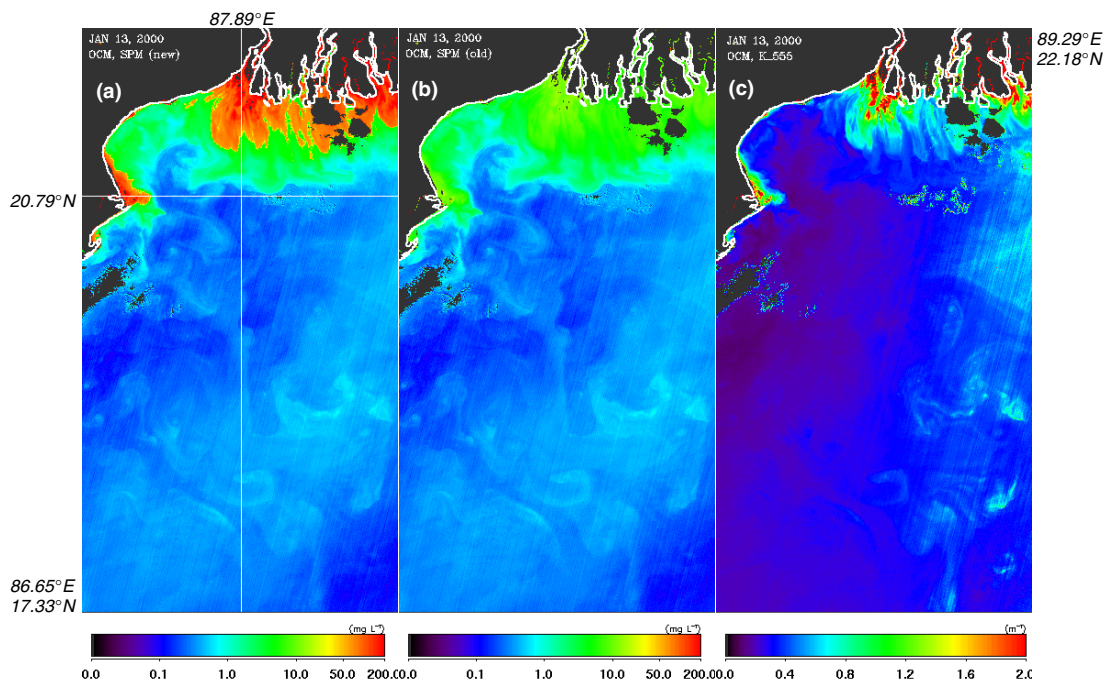 87.89°E
JAN 13, 2000
OCM, SPM (new)
(a)
JAN 13, 2000
OCM, SPM (old)
(b)
JAN 13, 2000
OCM, K_555
(c)
89.29°E
22.18°N
20.79°N
86.65°E
17.33°N
(mg L⁻¹)
0.0 0.1 1.0 10.0 50.0 200.0
(mg L⁻¹)
0.0 0.1 1.0 10.0 50.0 200.0
(m⁻¹)
0.0 0.4 0.8 1.2 1.6 2.0